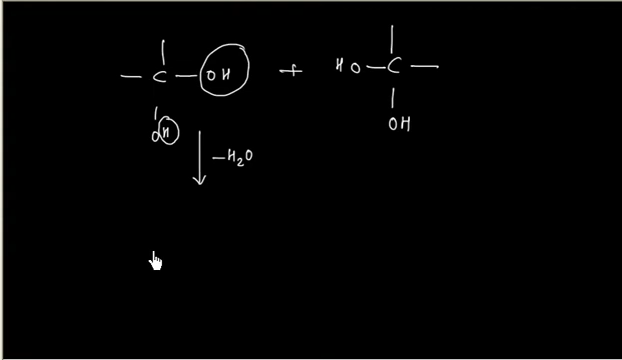 — C — OH + HO — C —
OH OH
—H₂O